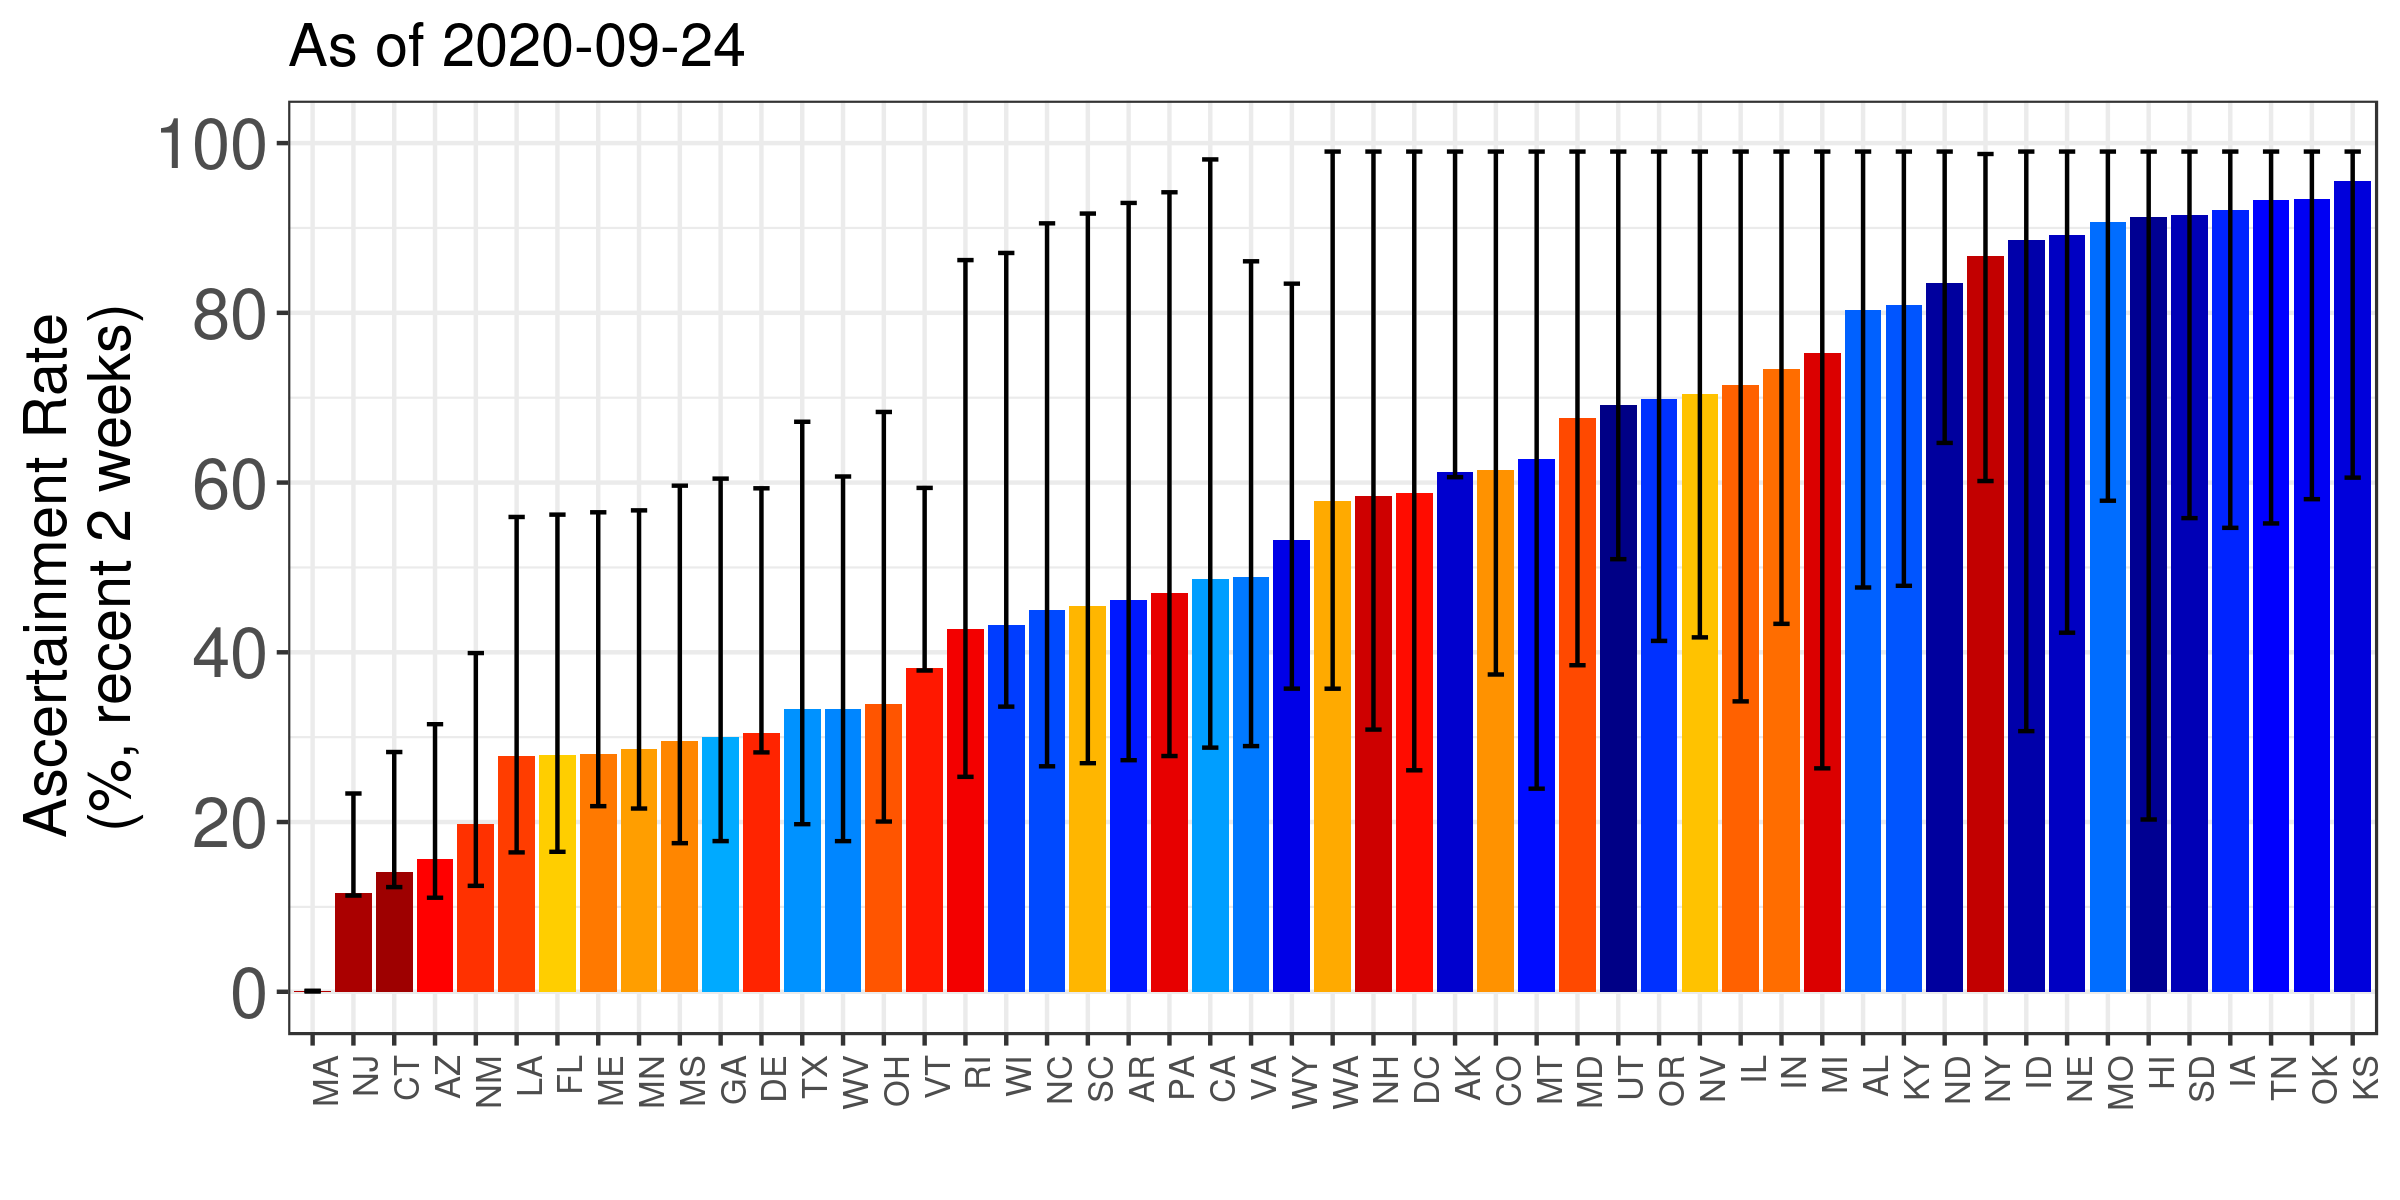 As of 2020-09-24
Ascertainment Rate
(%, recent 2 weeks)
100
80
60
40
20
0
MA NJ CT AZ NM LA FL ME MN MS GA DE TX WV OH VT RI WI NC SC AR PA CA VA WY WA NH DC AK CO MT MD UT OR NV IL IN MI AL KY ND NY ID NE MO HI SD IA TN OK KS